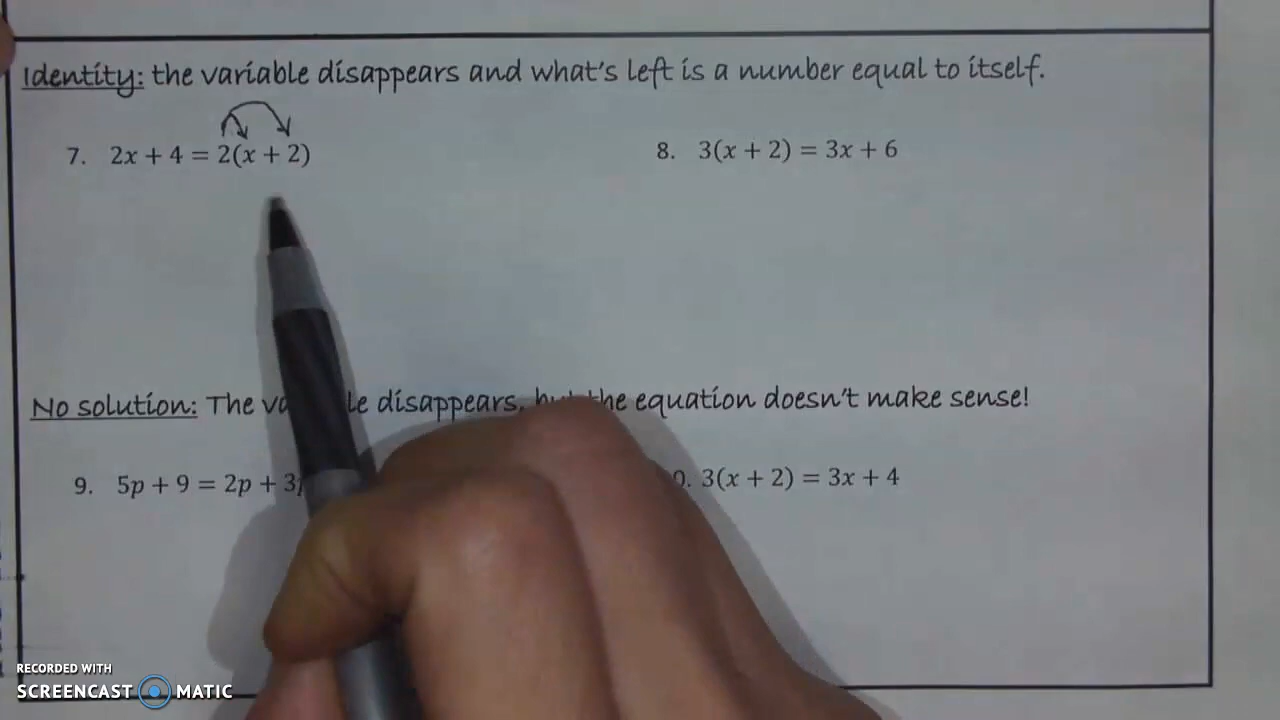 Identity: the variable disappears and what's left is a number equal to itself.
7. 2x + 4 = 2(x + 2)
8. 3(x + 2) = 3x + 6
No solution: The disappears, the equation doesn't make sense!
9. 5p + 9 = 2p + 3
0. 3(x + 2) = 3x + 4
RECORDED WITH
SCREENCAST MATIC